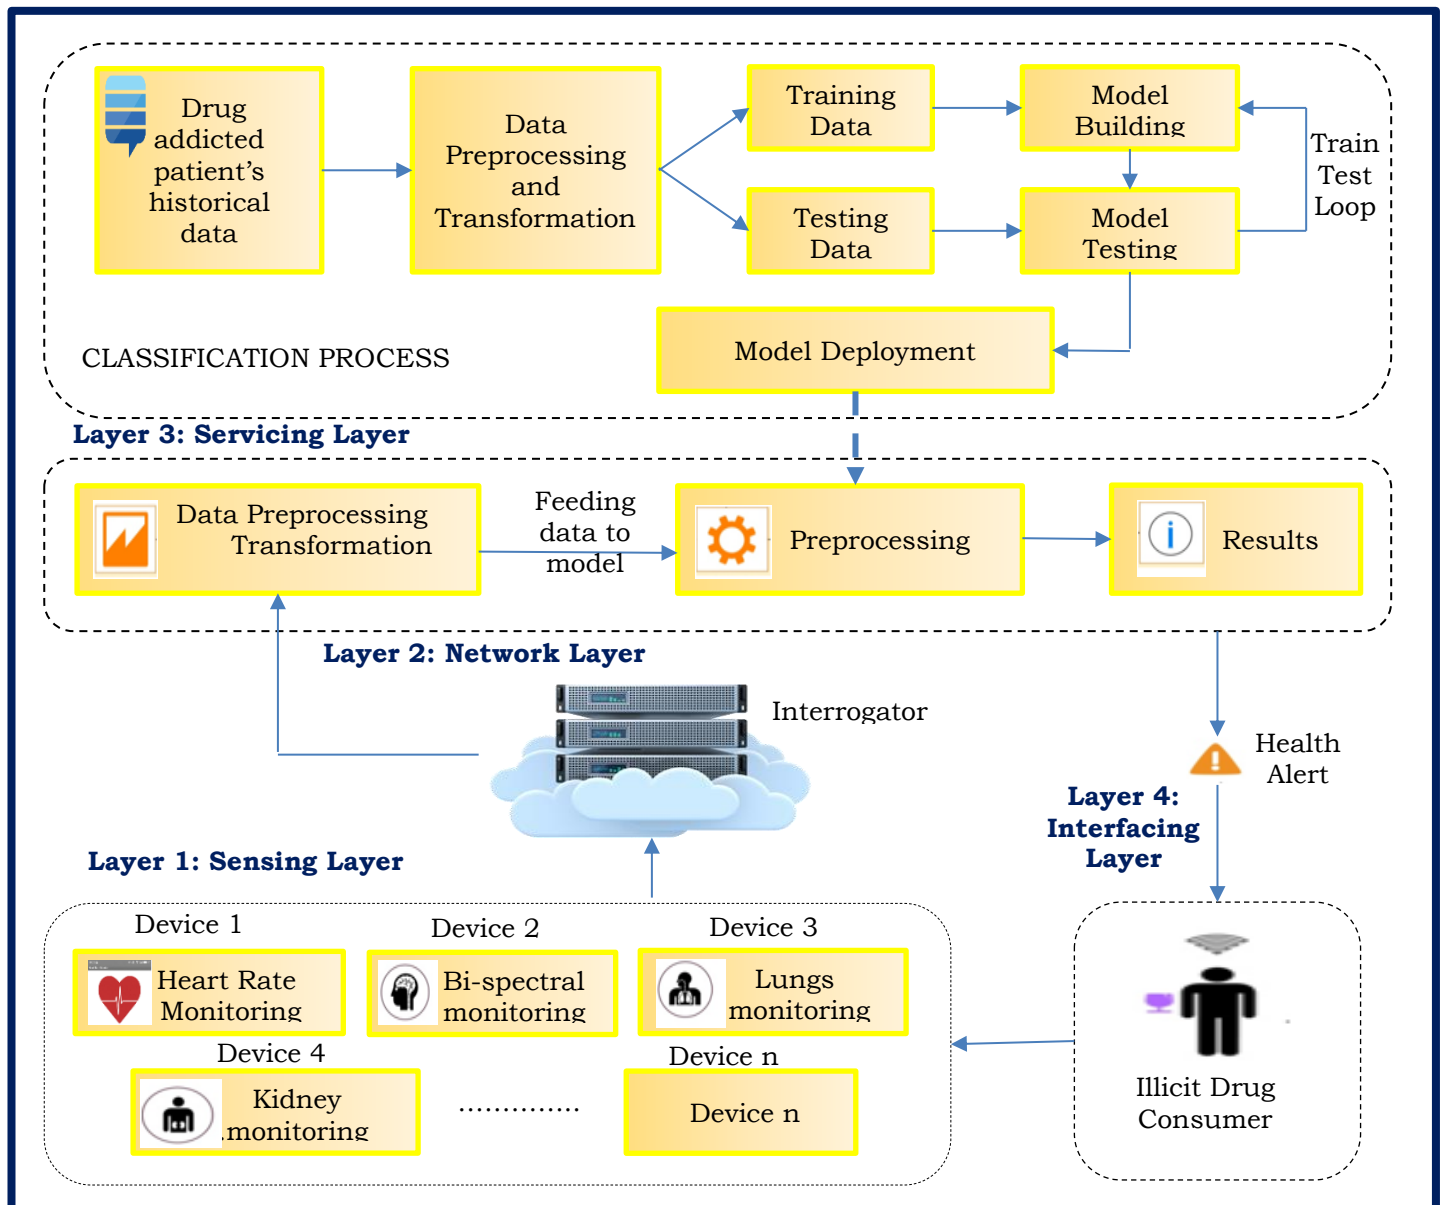 Drug
addicted
patient's
historical
data
Data
Preprocessing
and
Transformation
Training
Data
Testing
Data
Model
Building
Model
Testing
Train
Test
Loop
Model Deployment
CLASSIFICATION PROCESS
Layer 3: Servicing Layer
Data Preprocessing
Transformation
Feeding
data to
model
Preprocessing
i
Results
Layer 2: Network Layer
Interrogator
Health
Alert
Layer 4:
Interfacing
Layer
Layer 1: Sensing Layer
Device 1
Heart Rate
Monitoring
Device 2
Bi-spectral
monitoring
Device 3
Lungs
monitoring
Device 4
Kidney
monitoring
..............
Device n
Device n
Illicit Drug
Consumer